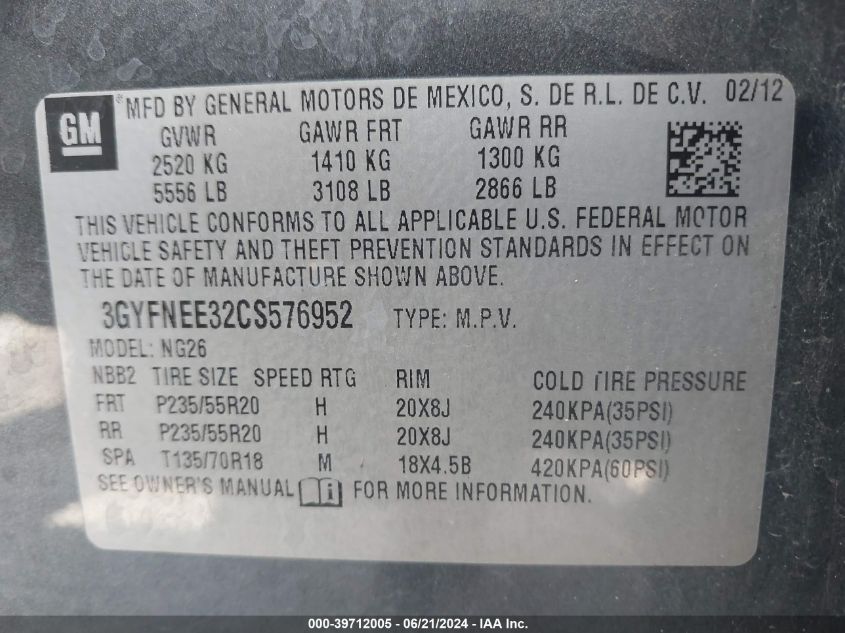 GM
*MFD BY GENERAL MOTORS DE MEXICO, S. DE R.L. DE C.V. 02/12
GVWR GAWR FRT GAWR RR
2520 KG 1410 KG 1300 KG
5556 LB 3108 LB 2866 LB
THIS VEHICLE CONFORMS TO ALL APPLICABLE U.S. FEDERAL MOTOR
VEHICLE SAFETY AND THEFT PREVENTION STANDARDS IN EFFECT ON
THE DATE OF MANUFACTURE SHOWN ABOVE.
3GYFNEE32CS576952 TYPE: M.P.V.
MODEL: NG26
NBB2 TIRE SIZE SPEED RTG RIM COLD TIRE PRESSURE
FRT P235/55R20 H 20X8J 240KPA(35PSI)
RR P235/55R20 H 20X8J 240KPA(35PSI)
SPA T135/70R18 M 18X4.5B 420KPA(60PSI)
SEE OWNER'S MANUAL FOR MORE INFORMATION.
000-39712005 - 06/21/2024 - IAA Inc.